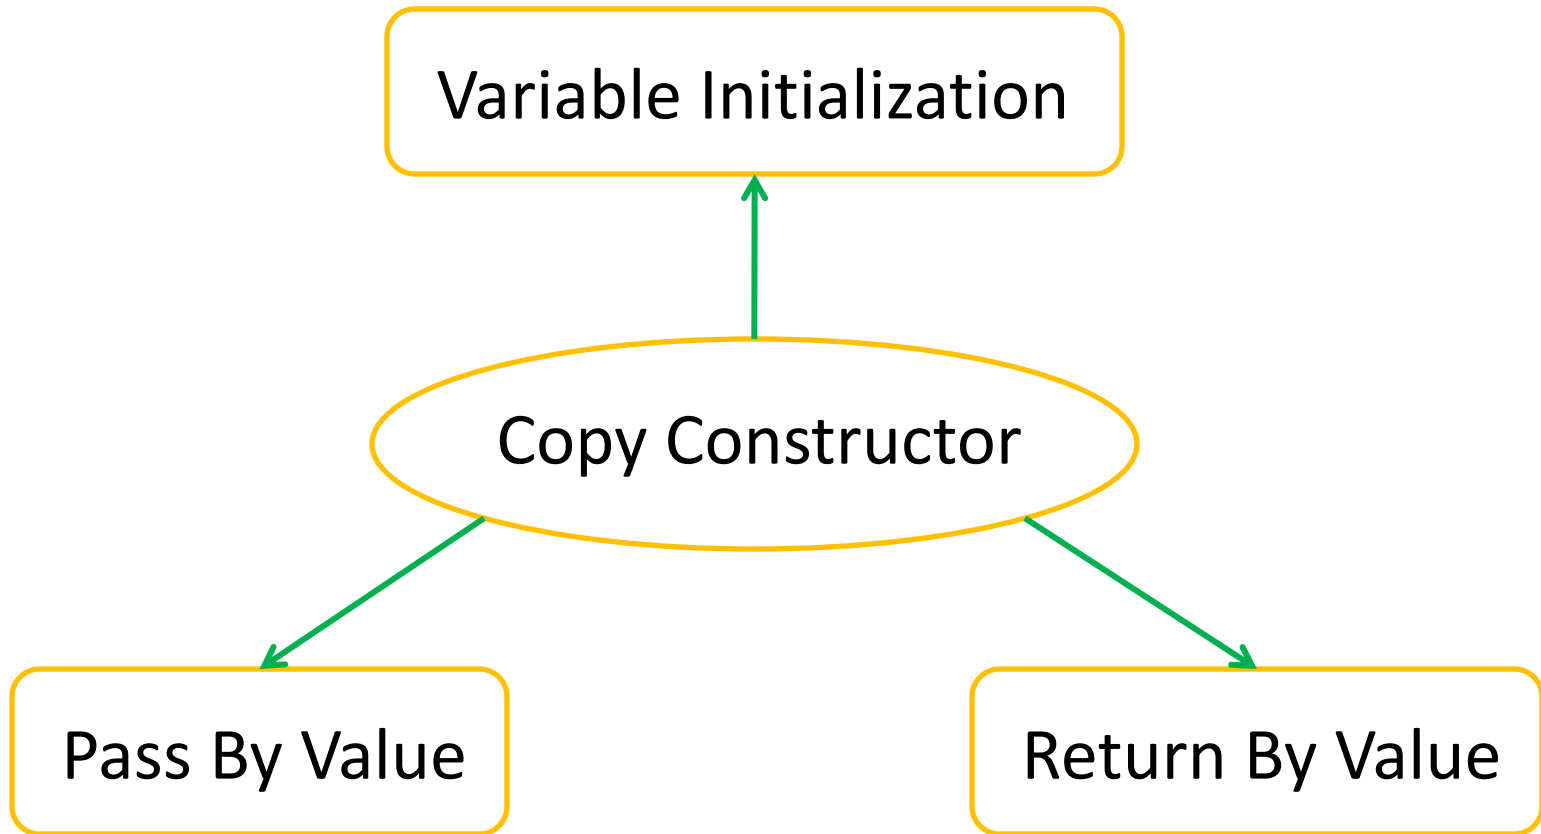 Variable Initialization
Copy Constructor
Pass By Value
Return By Value